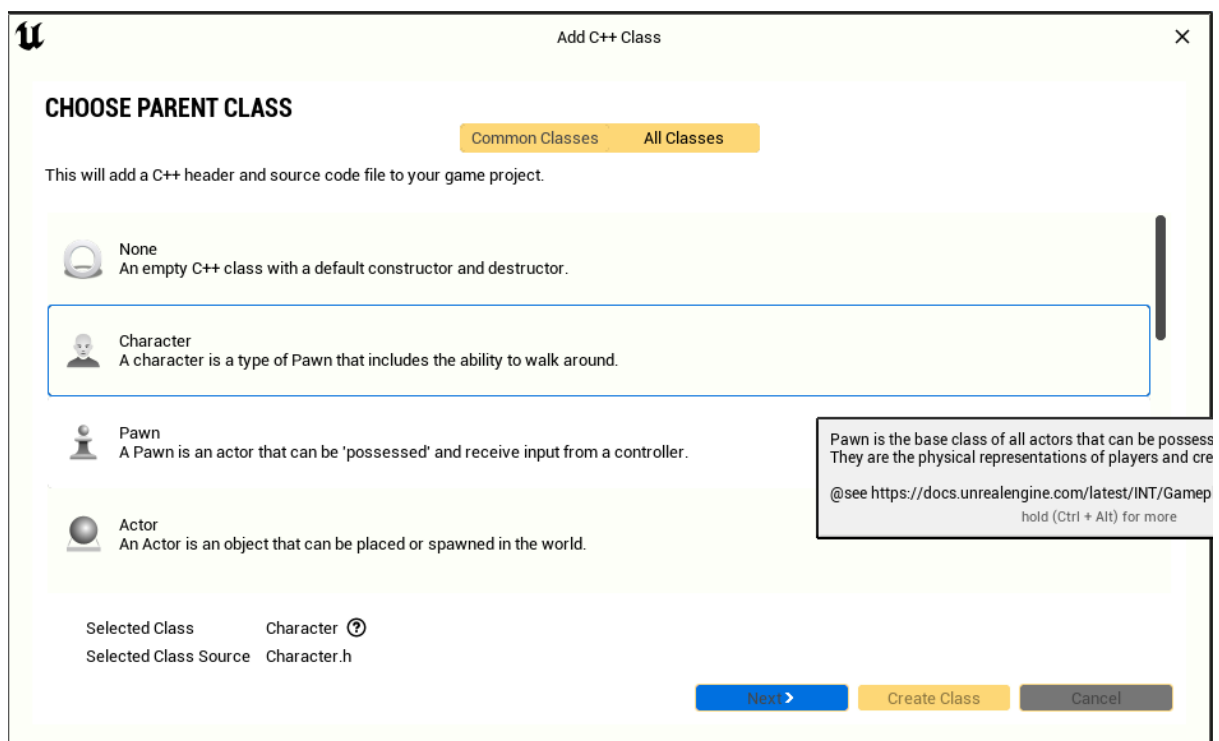 Add C++ Class
CHOOSE PARENT CLASS
Common Classes
All Classes
This will add a C++ header and source code file to your game project.
None
An empty C++ class with a default constructor and destructor.
Character
A character is a type of Pawn that includes the ability to walk around.
Pawn
A Pawn is an actor that can be 'possessed' and receive input from a controller.
Pawn is the base class of all actors that can be possess
They are the physical representations of players and cre
@see https://docs.unrealengine.com/latest/INT/Gamep
hold (Ctrl + Alt) for more
Actor
An Actor is an object that can be placed or spawned in the world.
Selected Class Character
Selected Class Source Character.h
Next
Create Class
Cancel